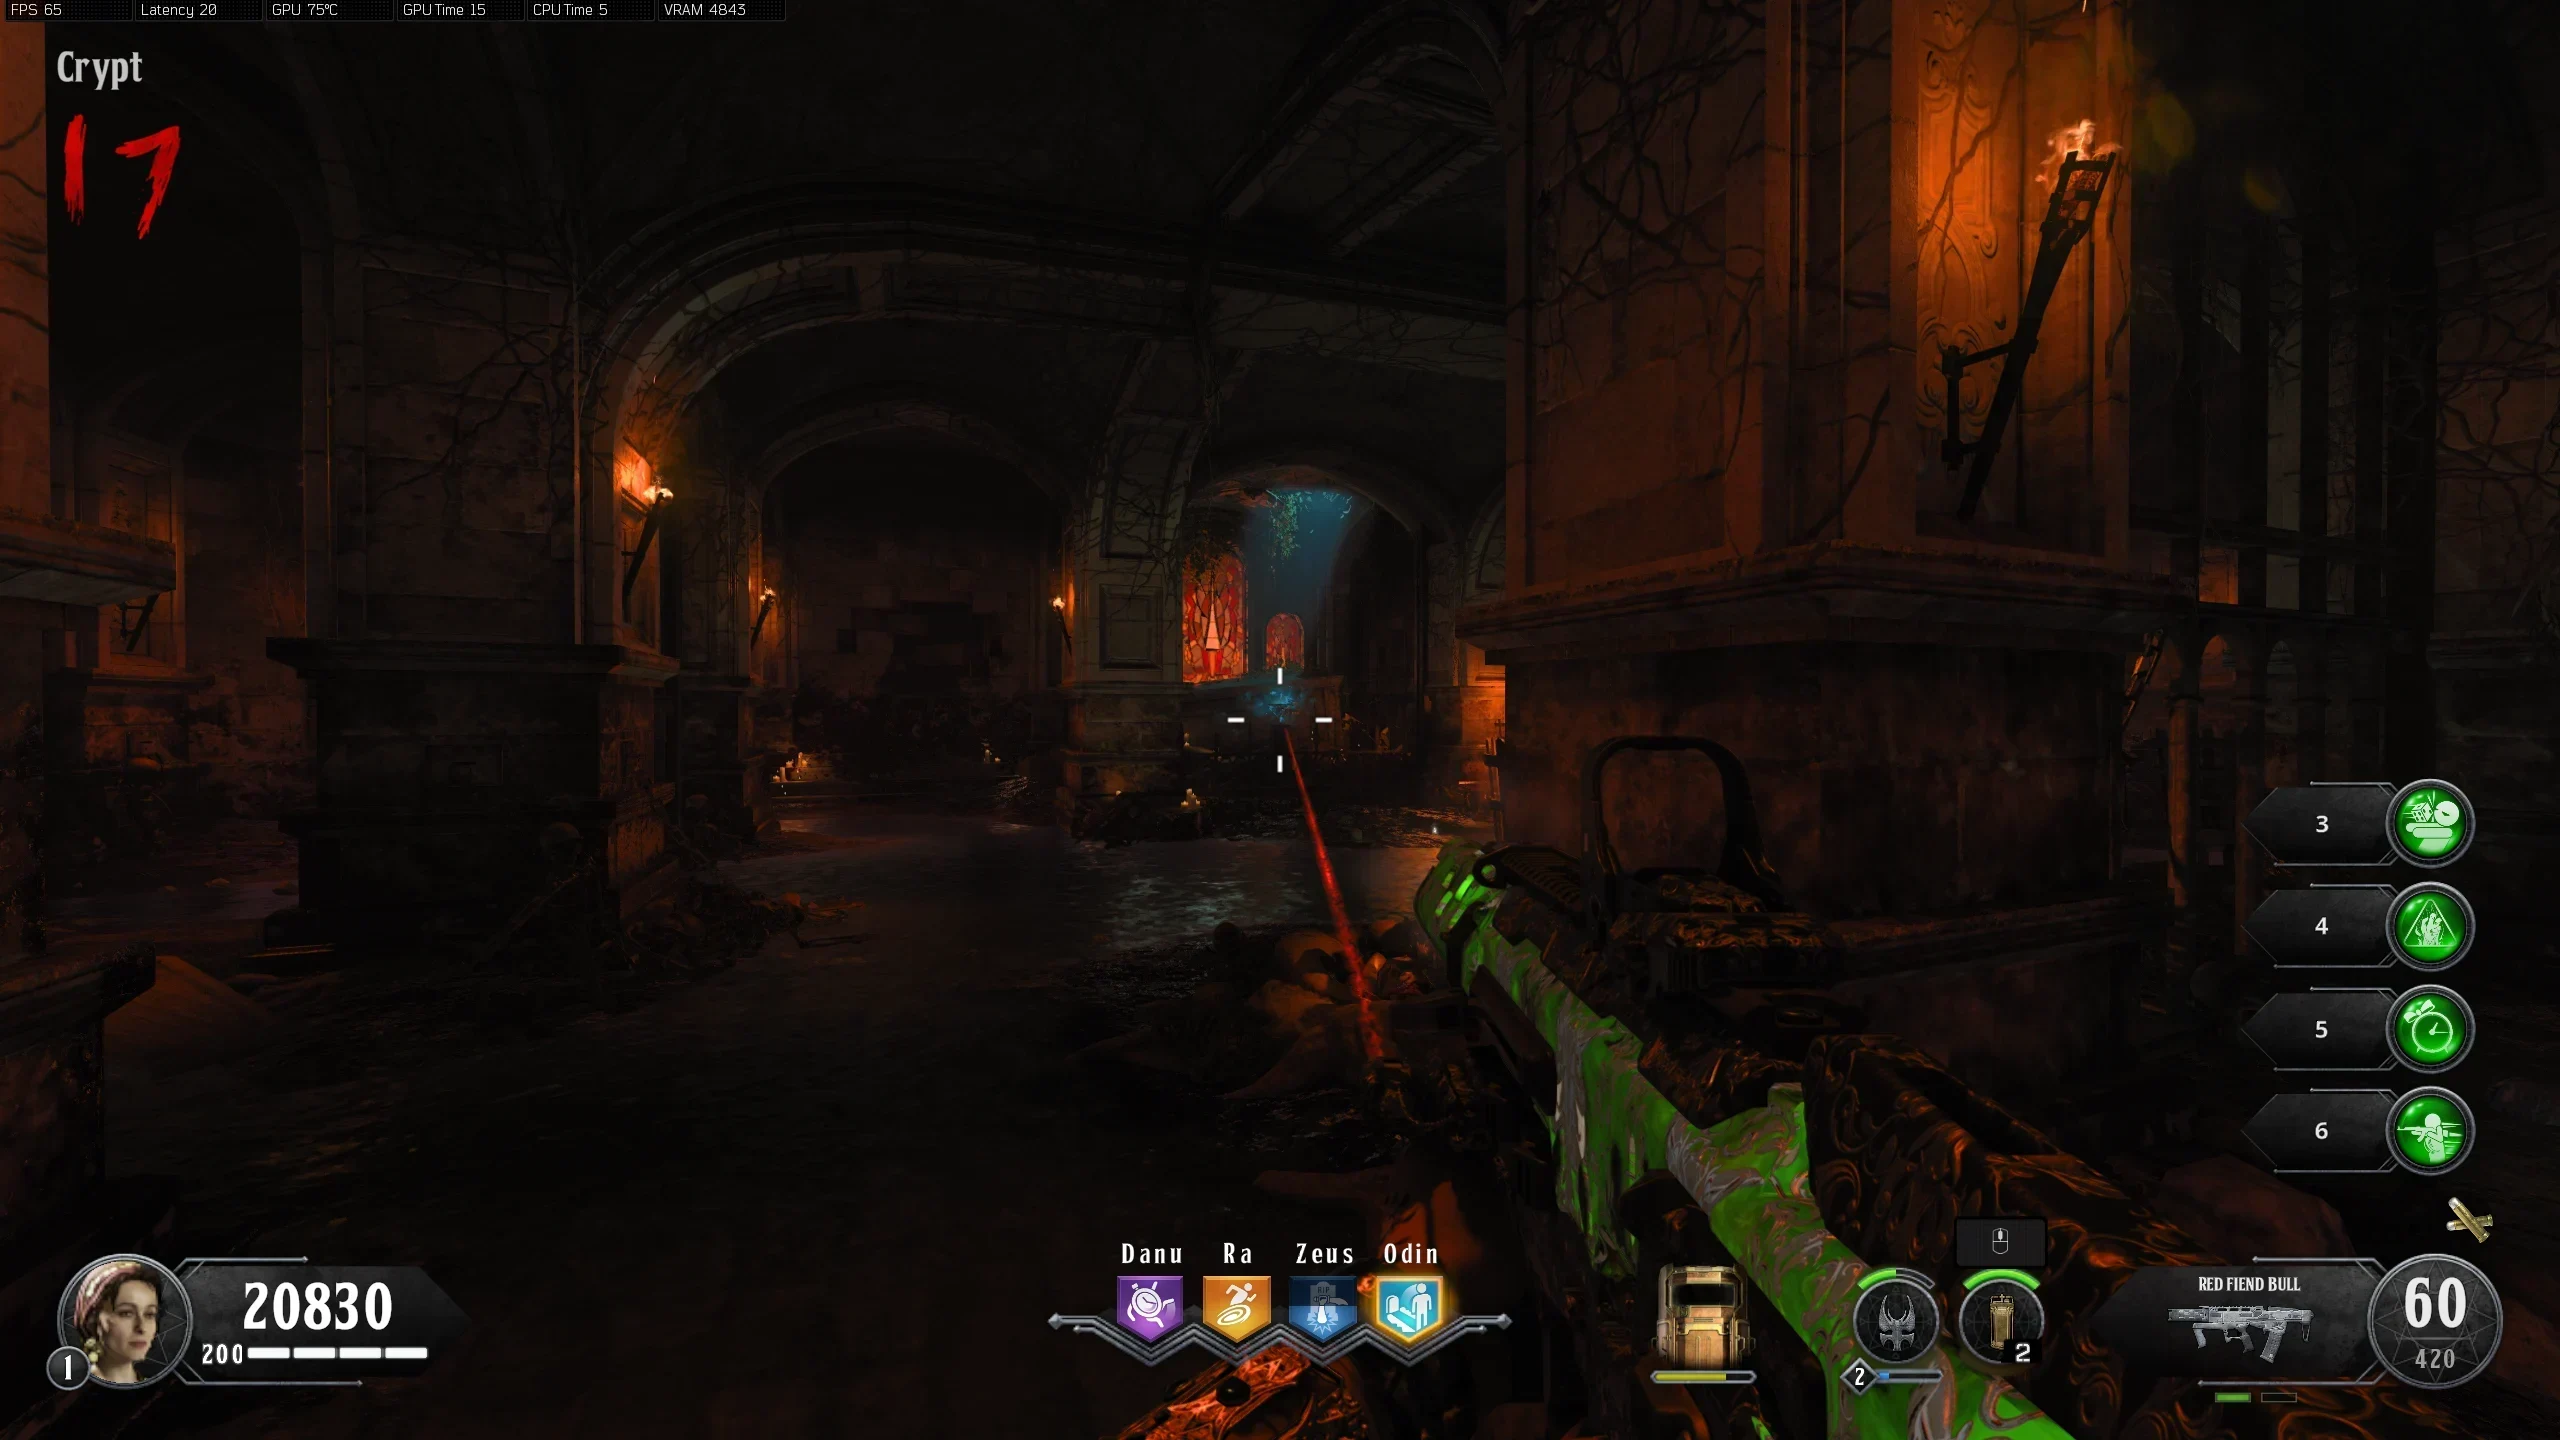 FPS 65 Latency 20 GPU 75°C GPU Time 15 CPU Time 5 VRAM 4843
Crypt
17
3
4
5
6
Danu Ra Zeus Odin
RIP
20830
200
1
2
2
RED FIEND BULL
60
420